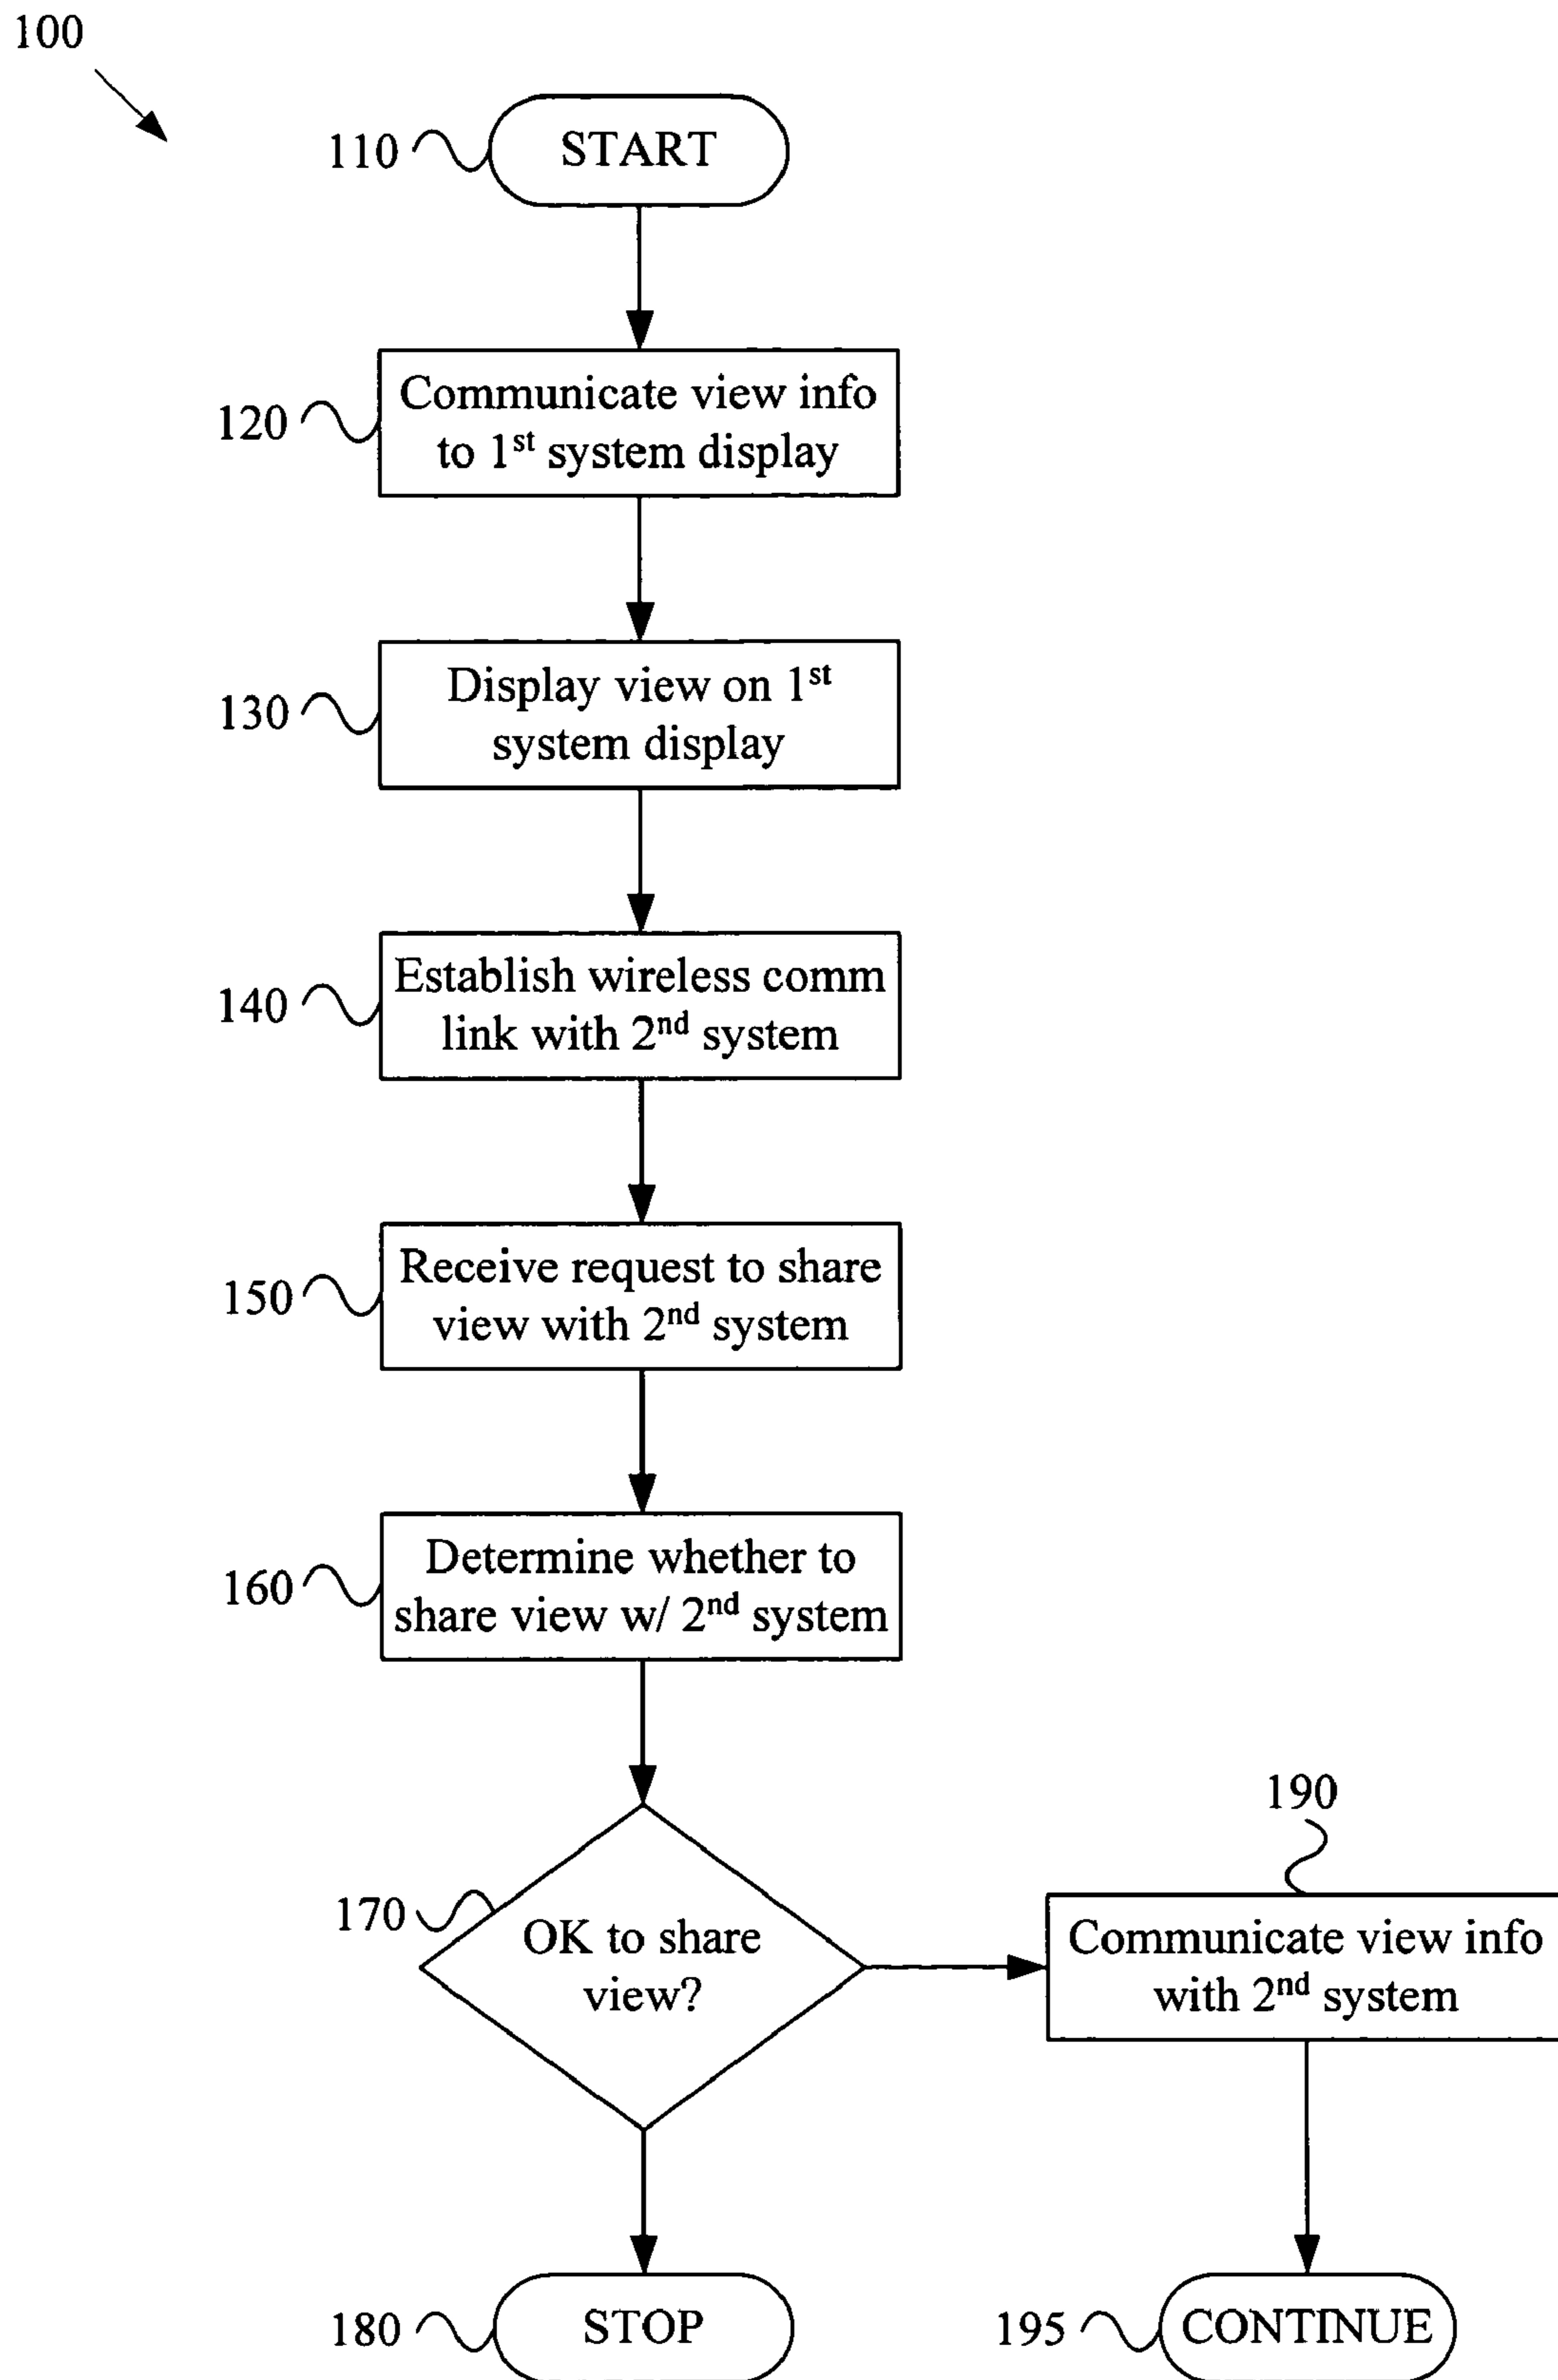 100
110
START
120
Communicate view info
to 1st system display
130
Display view on 1st
system display
140
Establish wireless comm
link with 2nd system
150
Receive request to share
view with 2nd system
160
Determine whether to
share view w/ 2nd system
170
OK to share
view?
190
Communicate view info
with 2nd system
180
STOP
195
CONTINUE